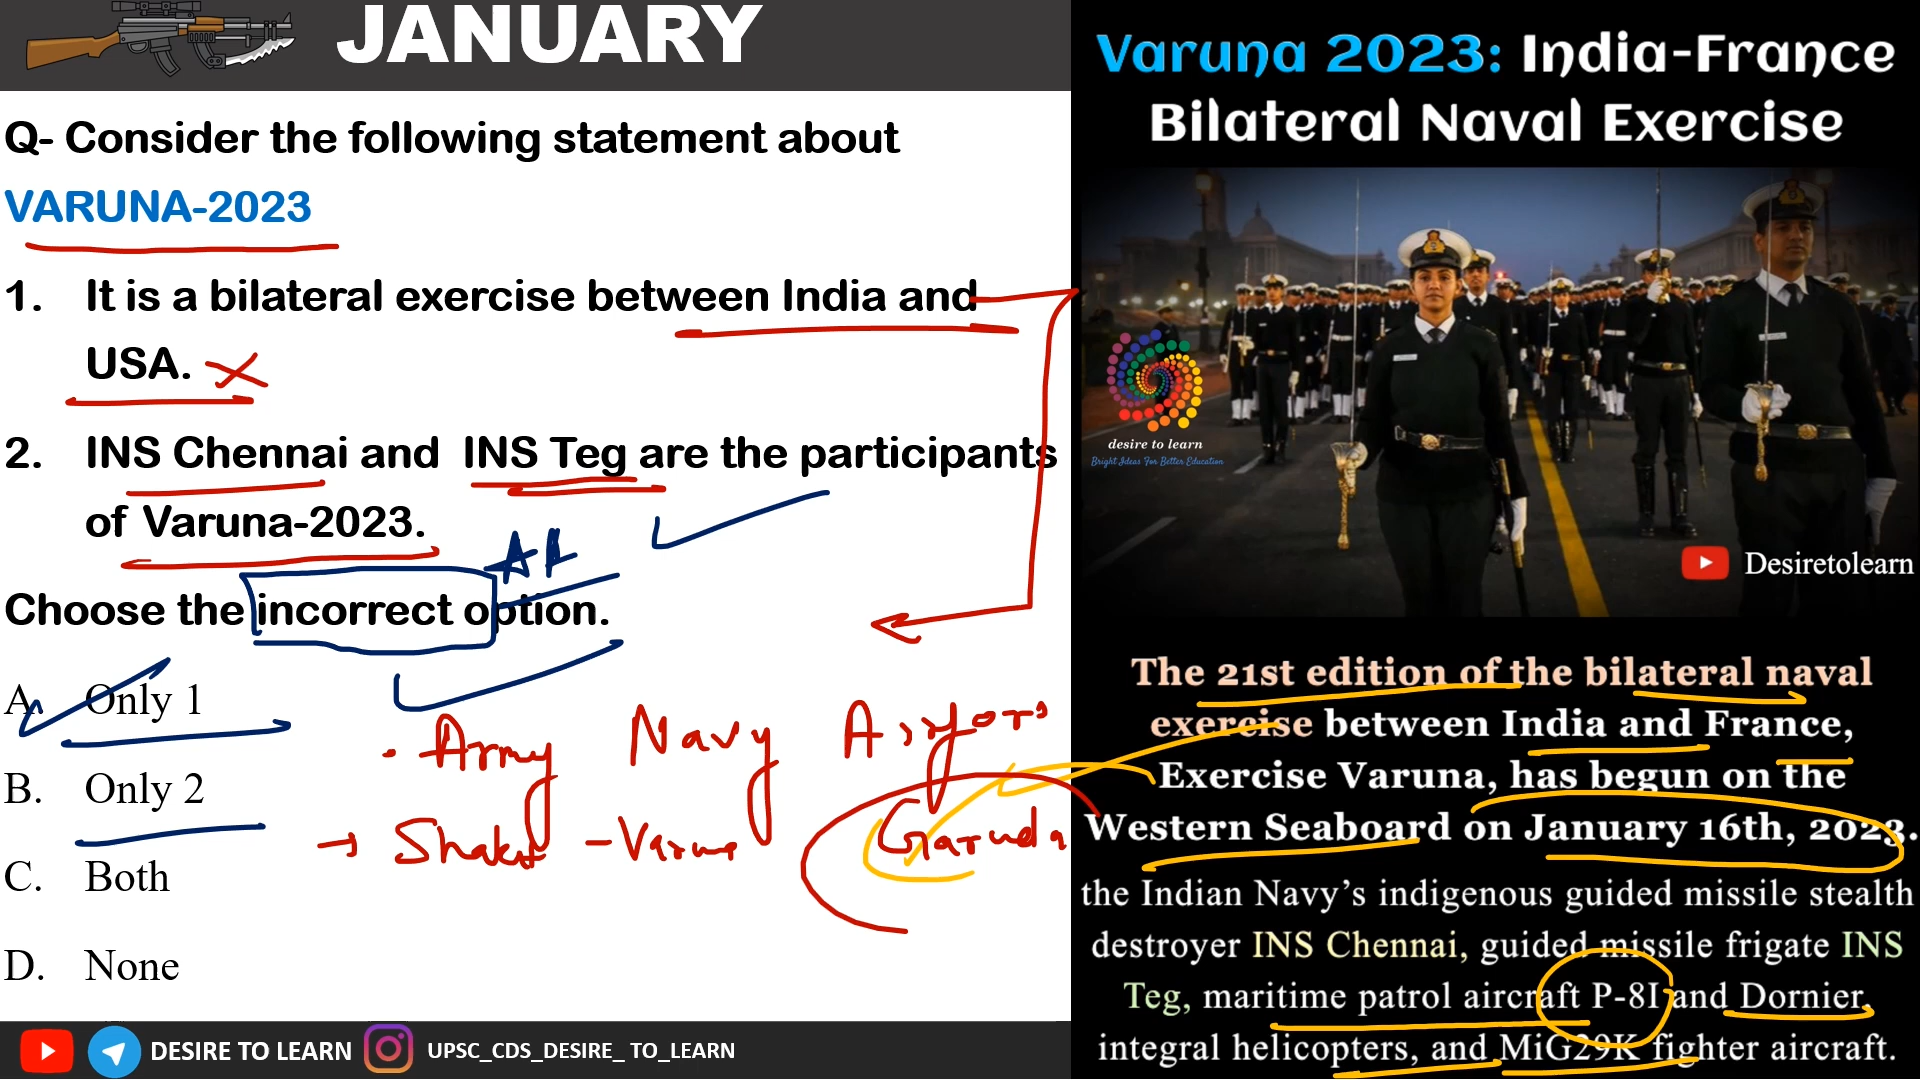 JANUARY
Q- Consider the following statement about
VARUNA-2023
1. It is a bilateral exercise between India and
USA.
2. INS Chennai and INS Teg are the participants
of Varuna-2023.
Choose the incorrect option.
A. Only 1
B. Only 2
C. Both
D. None
Army Navy
Garuda
DESIRE TO LEARN
UPSC_CDS_DESIRE_ TO_LEARN
Varuna 2023: India-France
Bilateral Naval Exercise
desire to learn
Bright Ideas For Better Education
Desiretolearn
The 21st edition of the bilateral naval
exercise between India and France,
Exercise Varuna, has begun on the
Western Seaboard on January 16th, 2023.
the Indian Navy's indigenous guided missile stealth
destroyer INS Chennai, guided missile frigate INS
Teg, maritime patrol aircraft P-8I and Dornier,
integral helicopters, and MiG29K fighter aircraft.